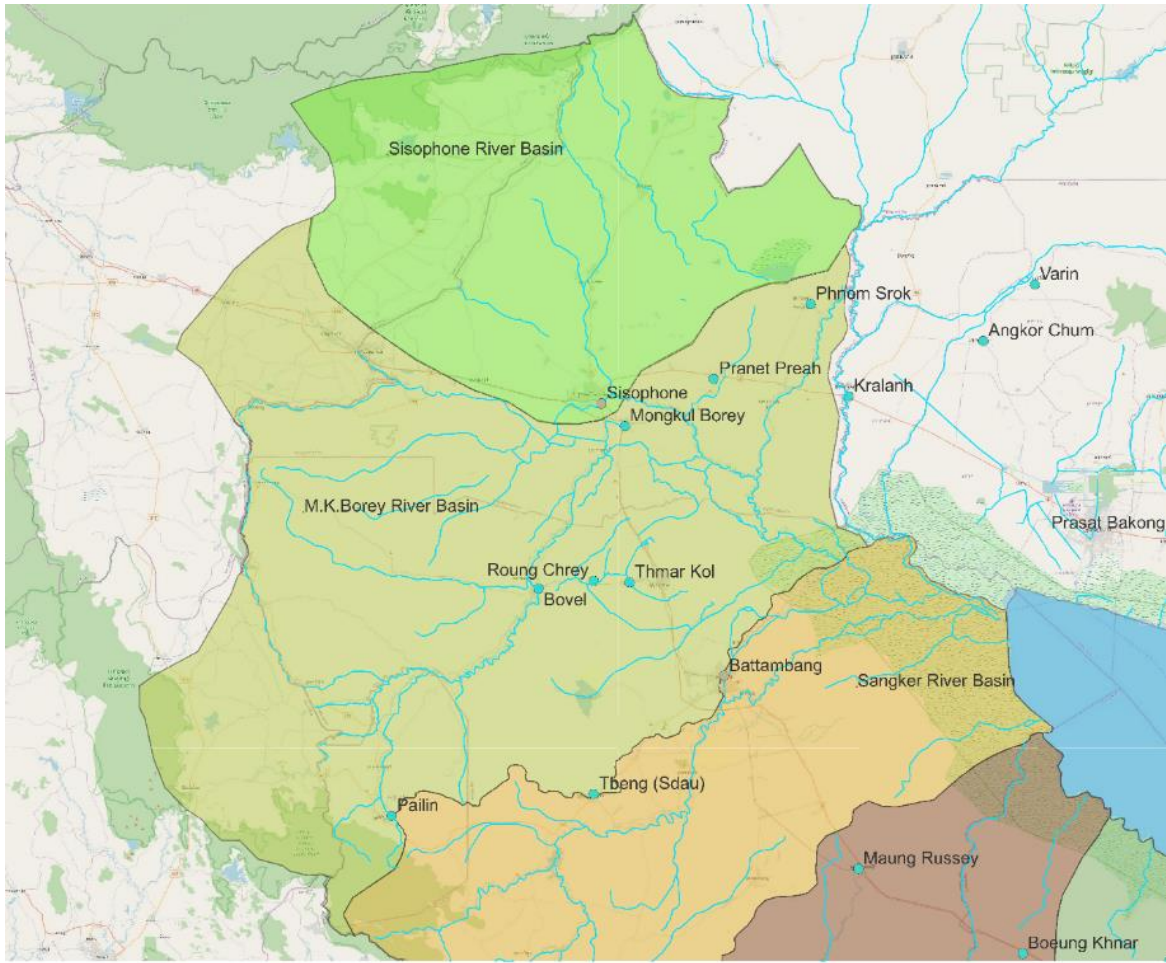 Sisophone River Basin
Varin
Phnom Srok
Angkor Chum
Pranet Preah
Kralanh
Sisophone
Mongkul Borey
M.K.Borey River Basin
Prasat Bakong
Roung Chrey
Thmar Kol
Bovel
Battambang
Sangker River Basin
Tbeng (Sdau)
Pailin
Maung Russey
Boeung Khnar